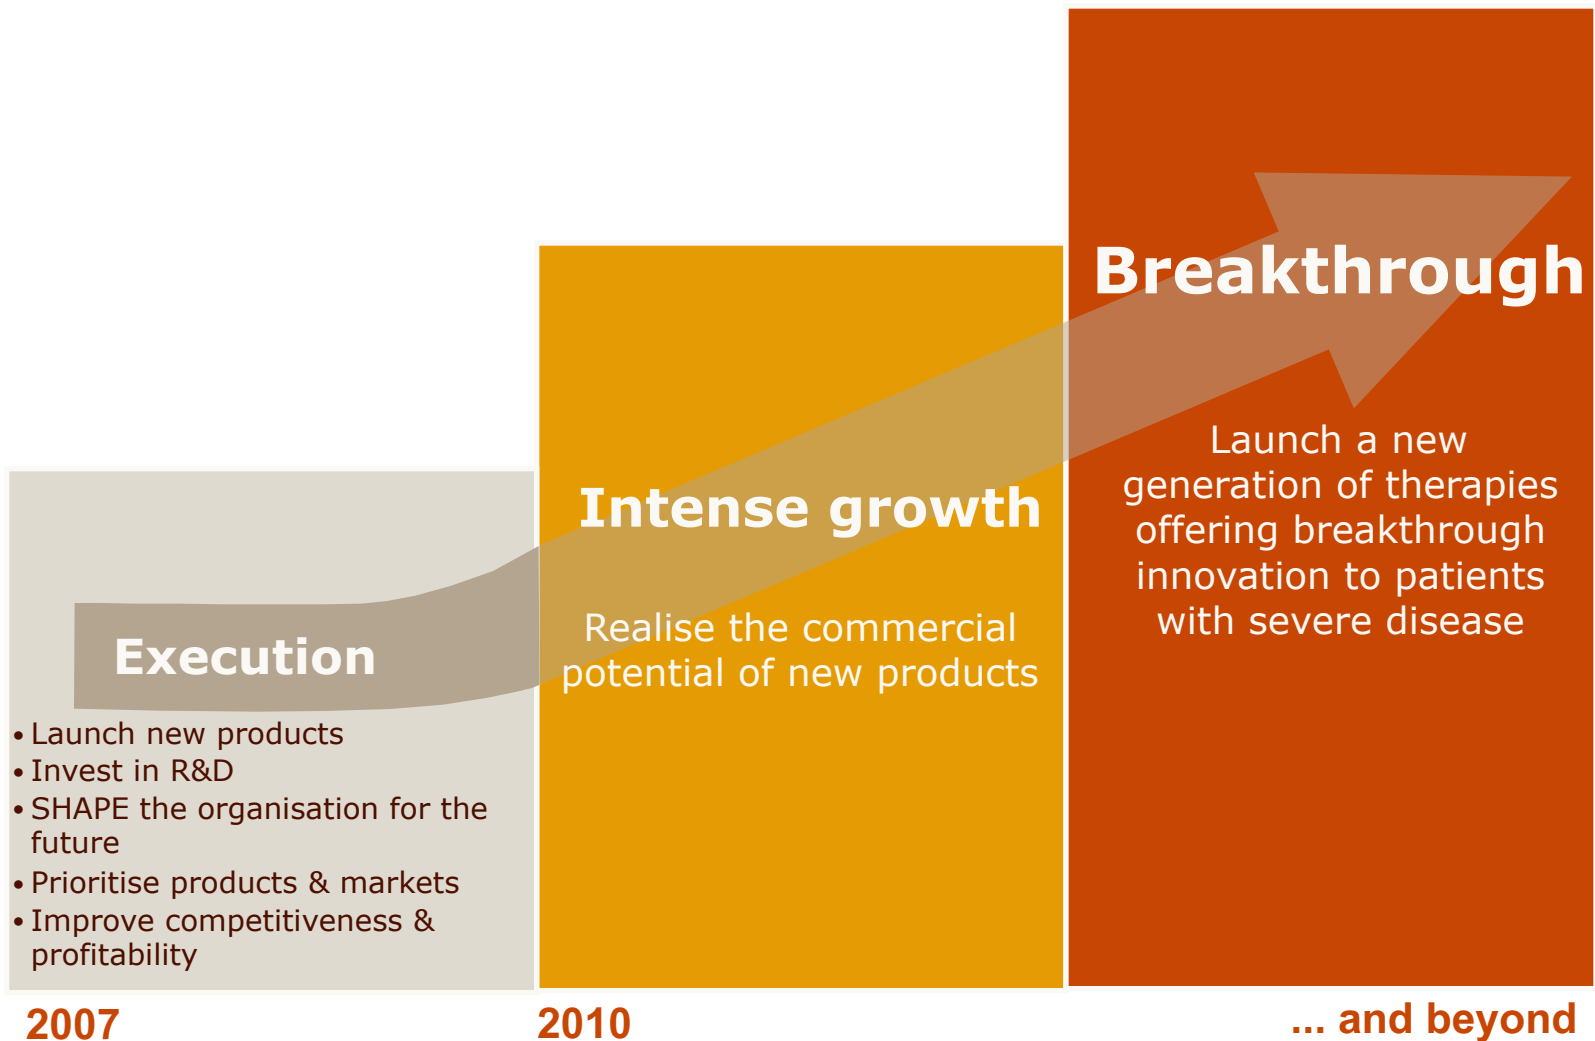 Execution
• Launch new products
• Invest in R&D
• SHAPE the organisation for the
future
• Prioritise products & markets
• Improve competitiveness &
profitability
2007
Intense growth
Realise the commercial
potential of new products
2010
Breakthrough
Launch a new
generation of therapies
offering breakthrough
innovation to patients
with severe disease
... and beyond